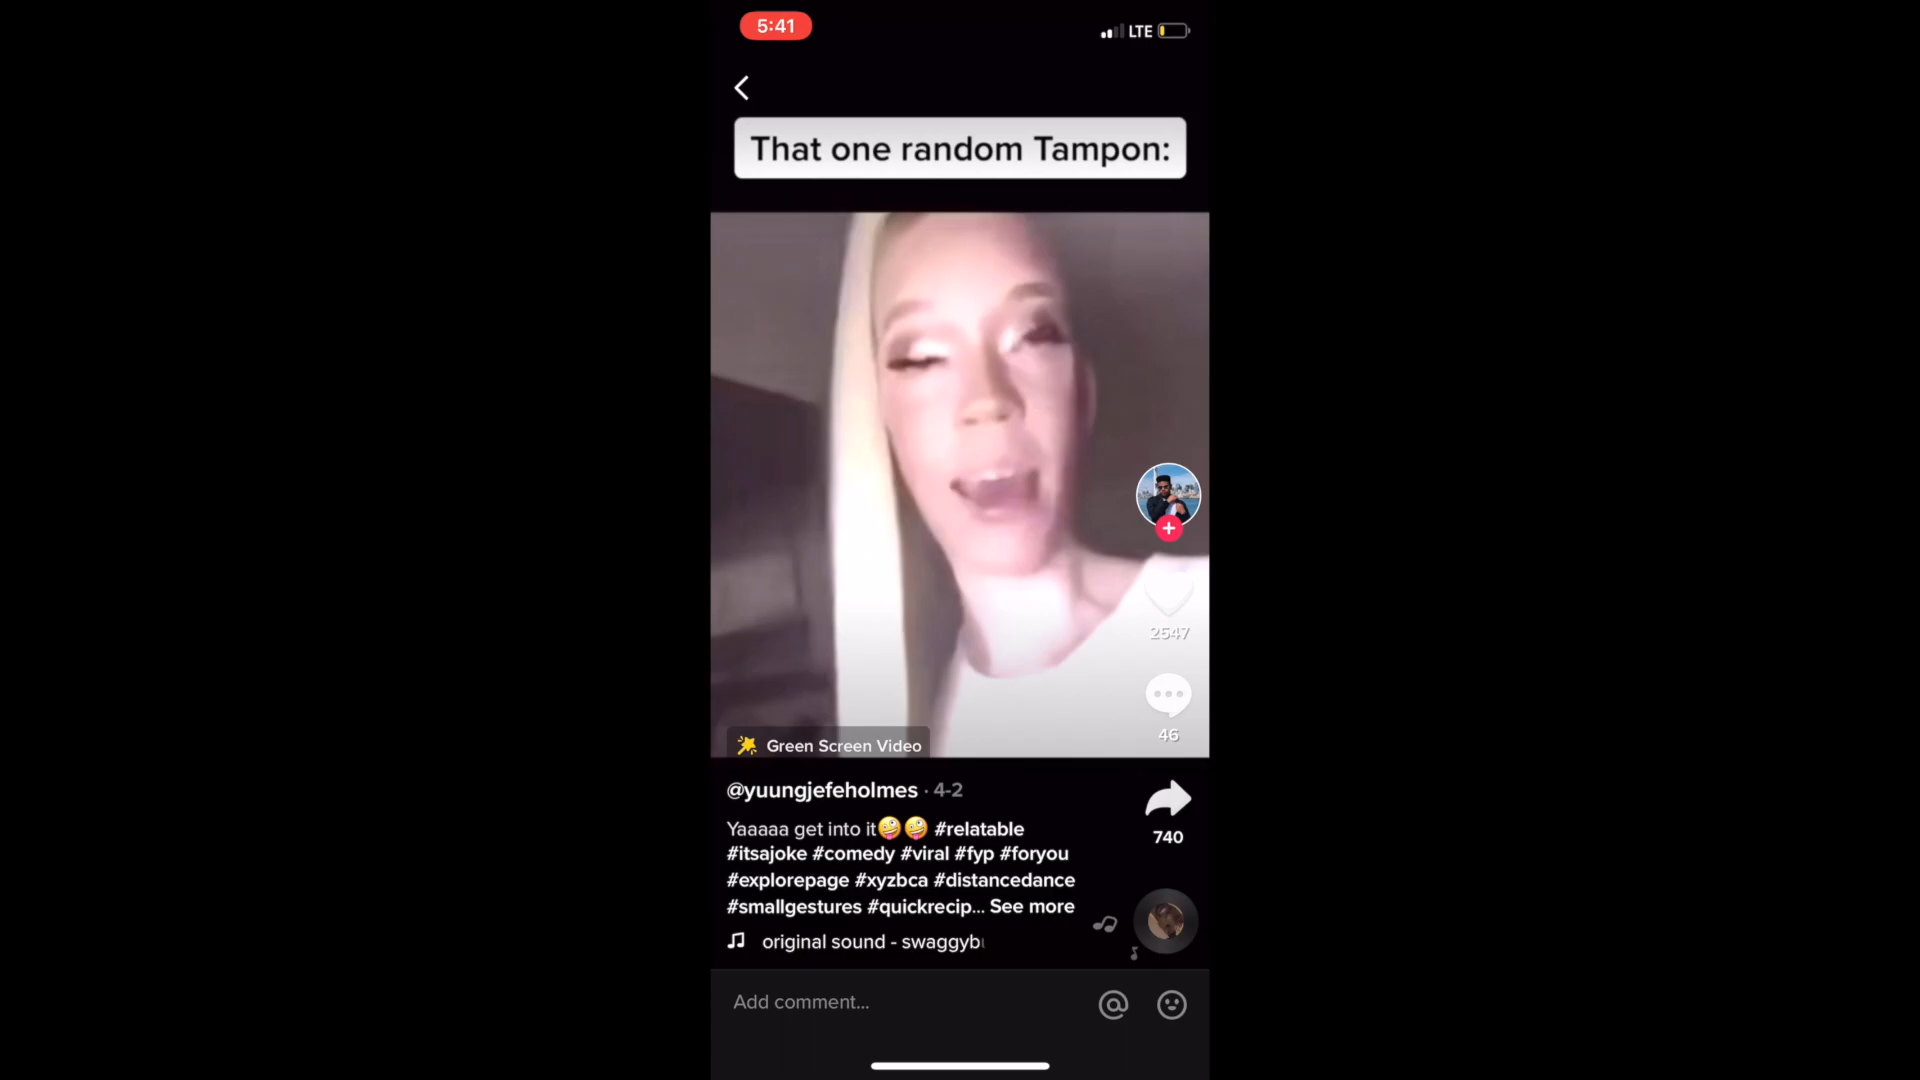 5:41
LTE
That one random Tampon:
2547
46
Green Screen Video
@yuungjefeholmes · 4-2
Yaaaaa get into it🤪🤪 #relatable
#itsajoke #comedy #viral #fyp #foryou
#explorepage #xyzbca #distancedance
#smallgestures #quickrecip... See more
740
original sound - swaggyb
Add comment...